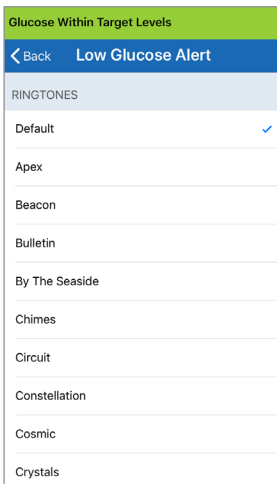 Glucose Within Target Levels
Back Low Glucose Alert
RINGTONES
Default
Apex
Beacon
Bulletin
By The Seaside
Chimes
Circuit
Constellation
Cosmic
Crystals